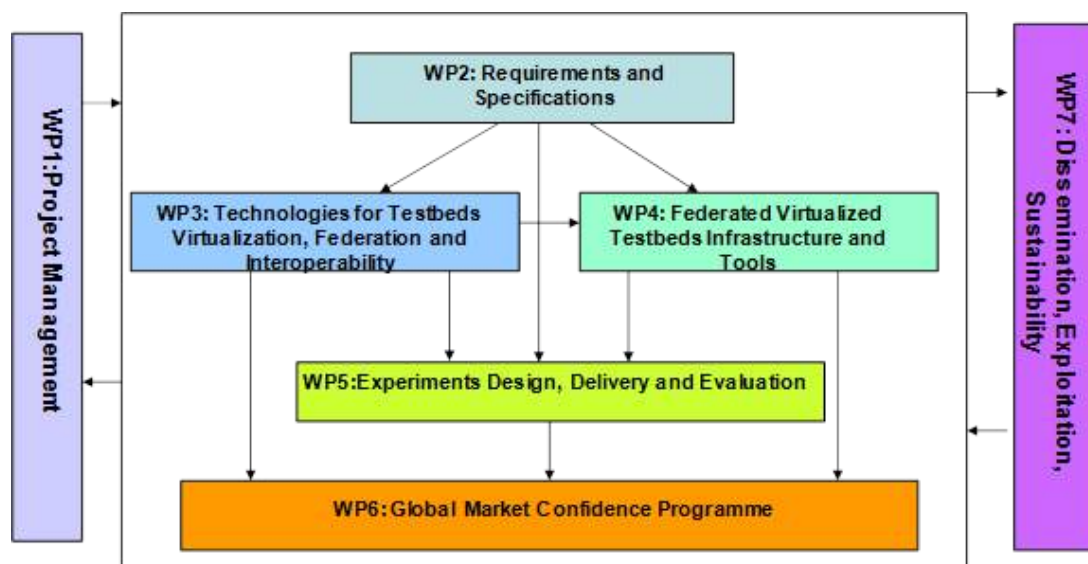 WP1:Project Management
WP2: Requirements and
Specifications
WP3: Technologies for Testbeds
Virtualization, Federation and
Interoperability
WP4: Federated Virtualized
Testbeds Infrastructure and
Tools
WP5:Experiments Design, Delivery and Evaluation
WP6:Global Market Confidence Programme
WP7: Dissemination, Exploitation,
Sustainability